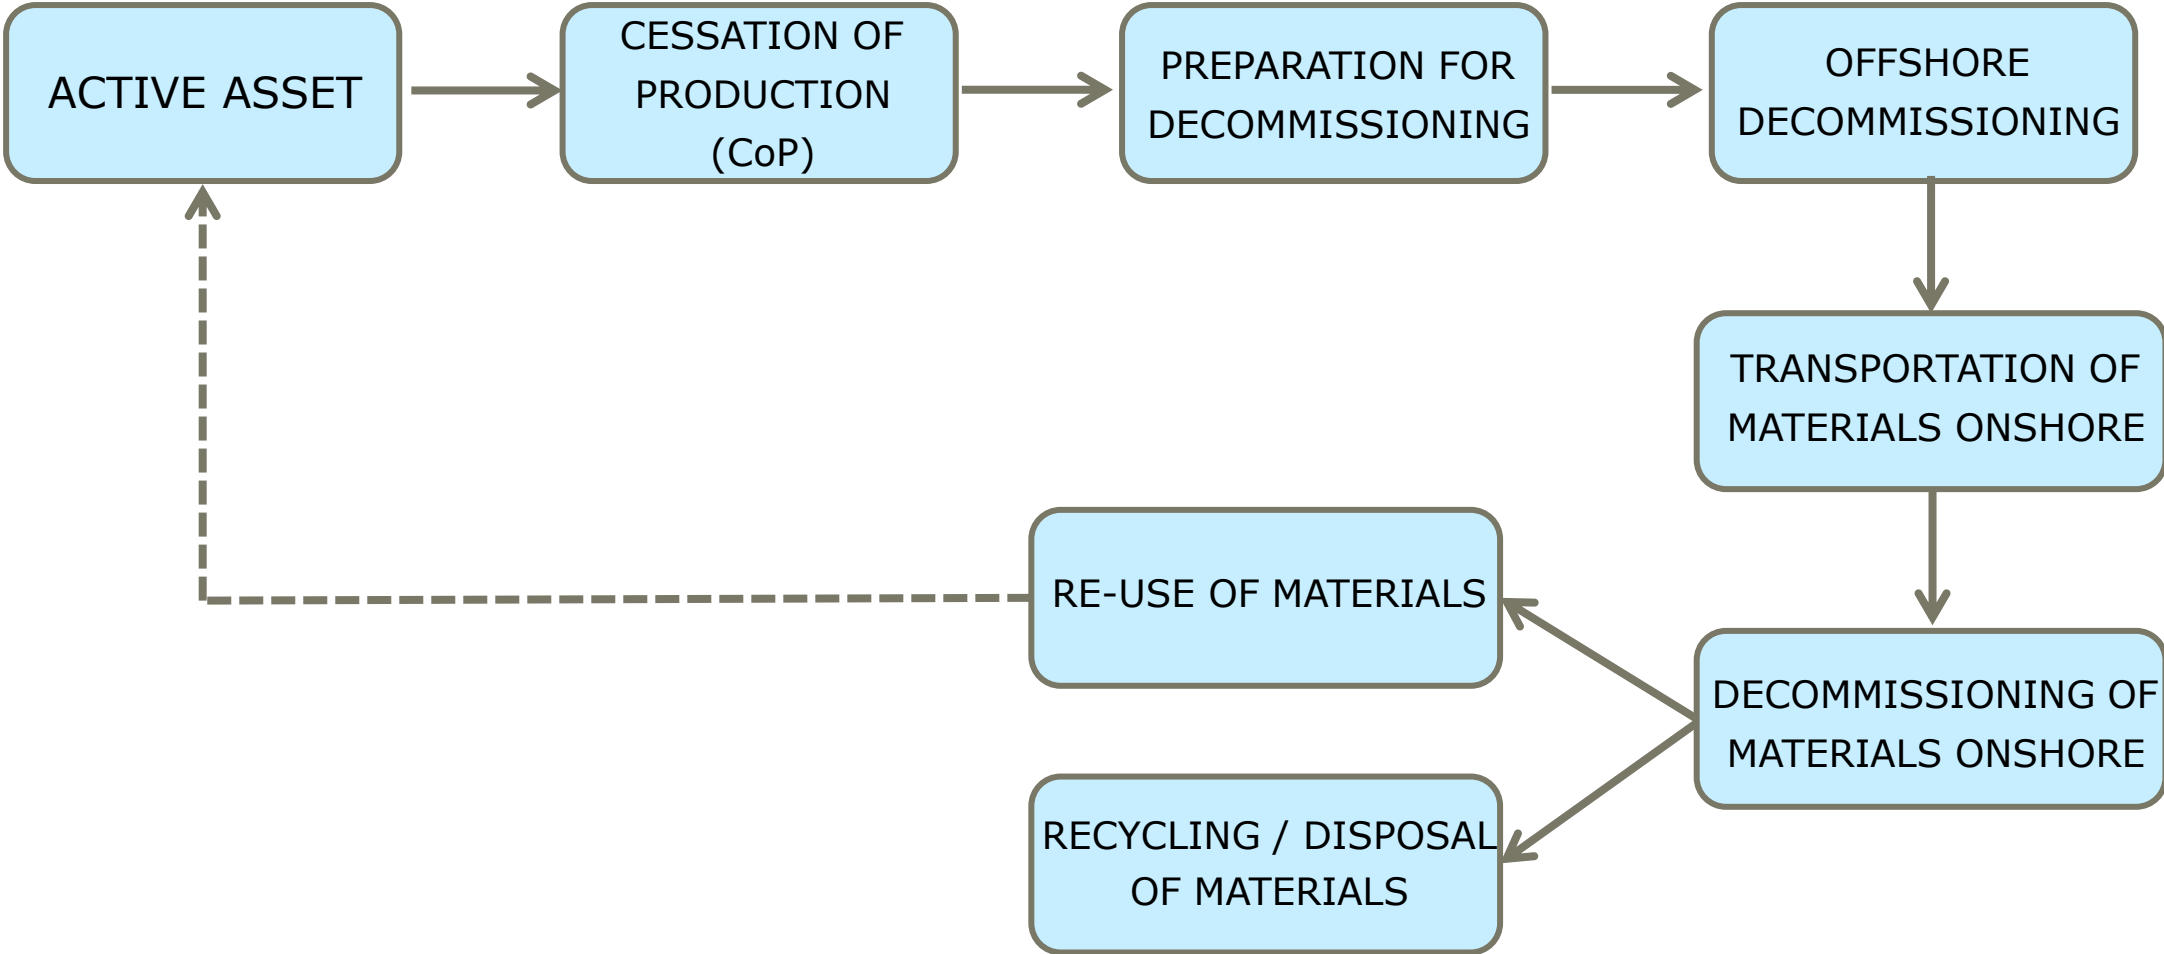 ACTIVE ASSET
CESSATION OF
PRODUCTION
(CoP)
PREPARATION FOR
DECOMMISSIONING
OFFSHORE
DECOMMISSIONING
TRANSPORTATION OF
MATERIALS ONSHORE
DECOMMISSIONING OF
MATERIALS ONSHORE
RE-USE OF MATERIALS
RECYCLING / DISPOSAL
OF MATERIALS